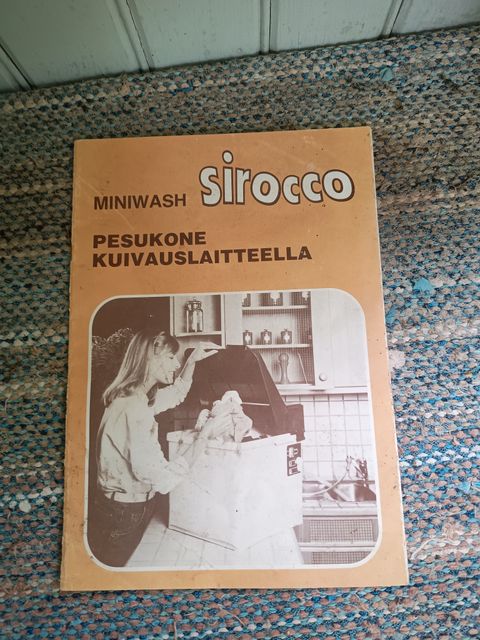 MINIWASH sirocco
PESUKONE
KUIVAUSLAITTEELLA